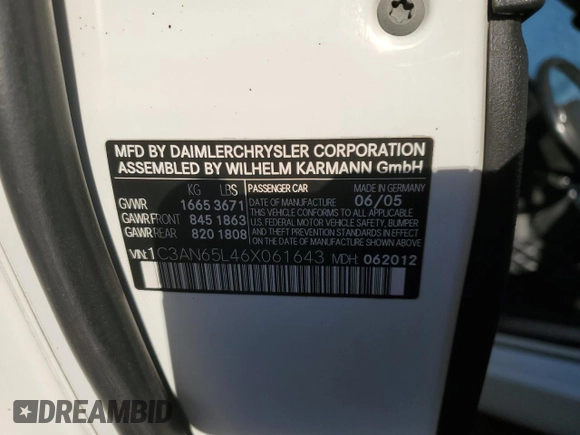 MFD BY DAIMLERCHRYSLER CORPORATION
ASSEMBLED BY WILHELM KARMANN GmbH
KG LBS PASSENGER CAR MADE IN GERMANY
GVWR 1665 3671 DATE OF MANUFACTURE 06/05
GAWR FRONT 845 1863 THIS VEHICLE CONFORMS TO ALL APPLICABLE
U.S. FEDERAL MOTOR VEHICLE SAFETY, BUMPER,
GAWR REAR 820 1808 AND THEFT PREVENTION STANDARDS IN EFFECT
ON THE DATE OF MANUFACTURE SHOWN ABOVE.
VIN: 1C3AN65L46X061643 MDH: 062012
DREAMBID